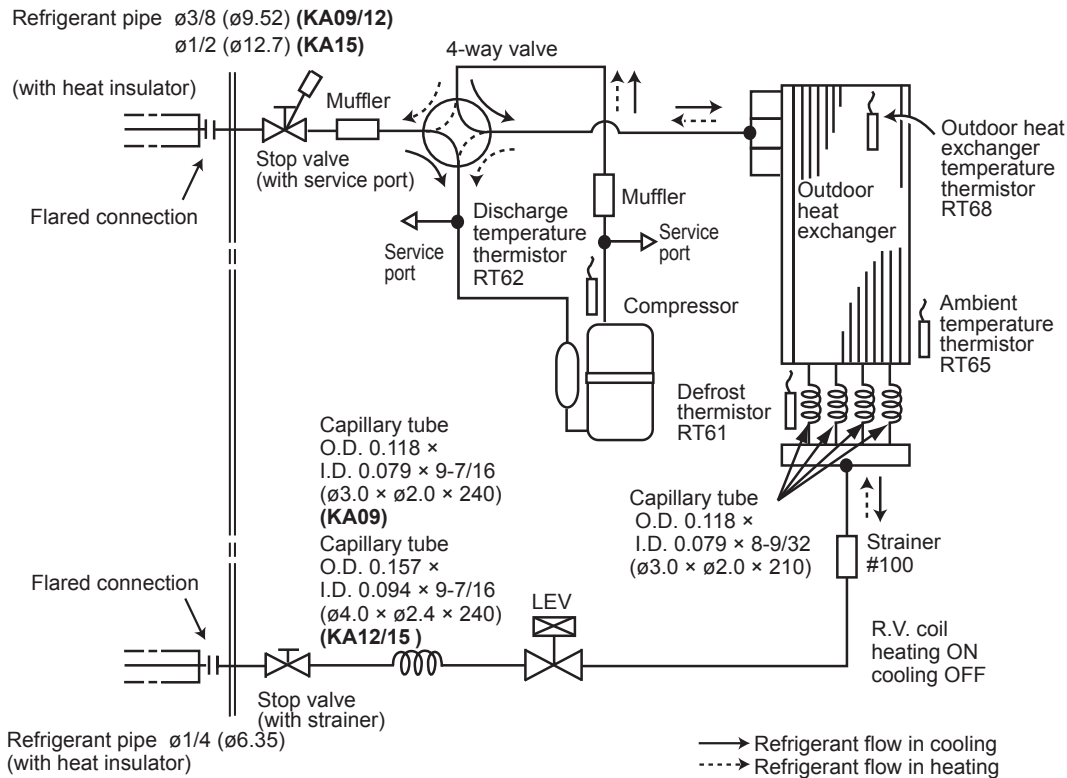 Refrigerant pipe ø3/8 (ø9.52) (KA09/12)
ø1/2 (ø12.7) (KA15)
(with heat insulator)
4-way valve
Muffler
Stop valve
(with service port)
Flared connection
Service
port
Discharge
temperature
thermistor
RT62
Muffler
Service
port
Compressor
Outdoor
heat
exchanger
Outdoor heat
exchanger
temperature
thermistor
RT68
Ambient
temperature
thermistor
RT65
Defrost
thermistor
RT61
Capillary tube
O.D. 0.118 ×
I.D. 0.079 × 9-7/16
(ø3.0 × ø2.0 × 240)
(KA09)
Capillary tube
O.D. 0.157 ×
I.D. 0.094 × 9-7/16
(ø4.0 × ø2.4 × 240)
(KA12/15 )
Capillary tube
O.D. 0.118 ×
I.D. 0.079 × 8-9/32
(ø3.0 × ø2.0 × 210)
Strainer
#100
Flared connection
LEV
R.V. coil
heating ON
cooling OFF
Stop valve
(with strainer)
Refrigerant pipe ø1/4 (ø6.35)
(with heat insulator)
Refrigerant flow in cooling
Refrigerant flow in heating